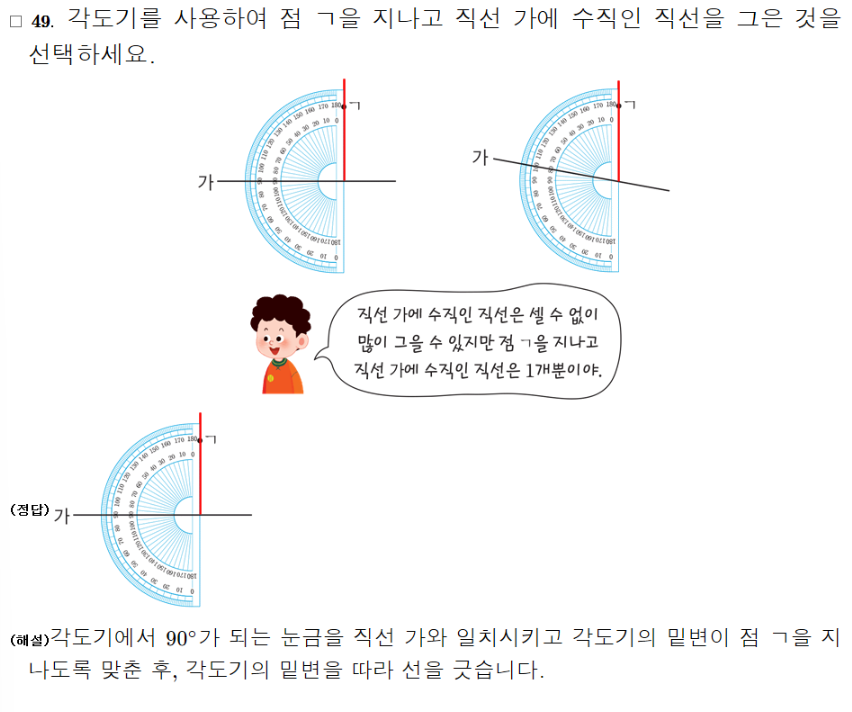 □ 49. 각도기를 사용하여 점 ㄱ을 지나고 직선 가에 수직인 직선을 그은 것을
선택하세요.
ㄱ
가
ㄱ
가
직선 가에 수직인 직선은 셀 수 없이
많이 그을 수 있지만 점 ㄱ을 지나고
직선 가에 수직인 직선은 1개뿐이야.
ㄱ
(정답) 가
(해설)각도기에서 90°가 되는 눈금을 직선 가와 일치시키고 각도기의 밑변이 점 ㄱ을 지
나도록 맞춘 후, 각도기의 밑변을 따라 선을 긋습니다.